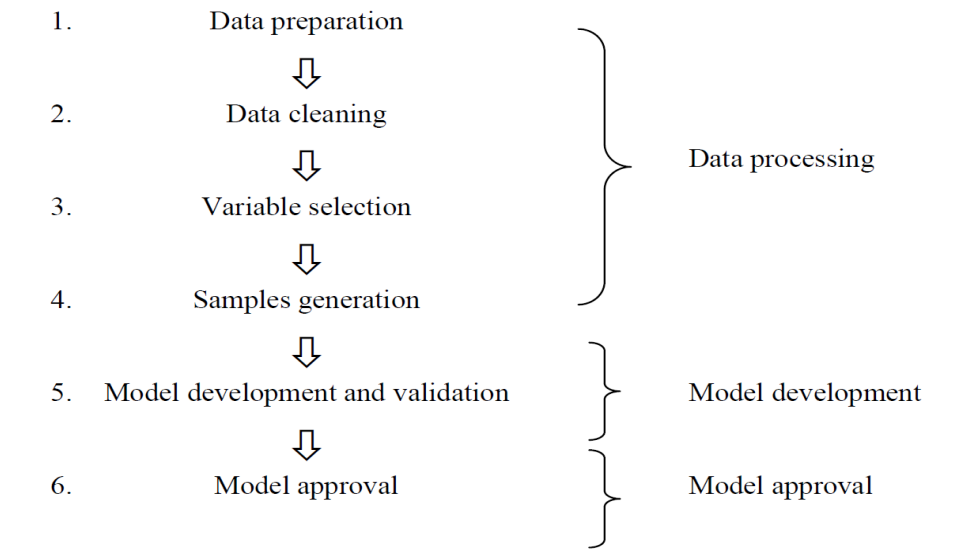 1. Data preparation
2. Data cleaning
Data processing
3. Variable selection
4. Samples generation
5. Model development and validation Model development
6. Model approval Model approval